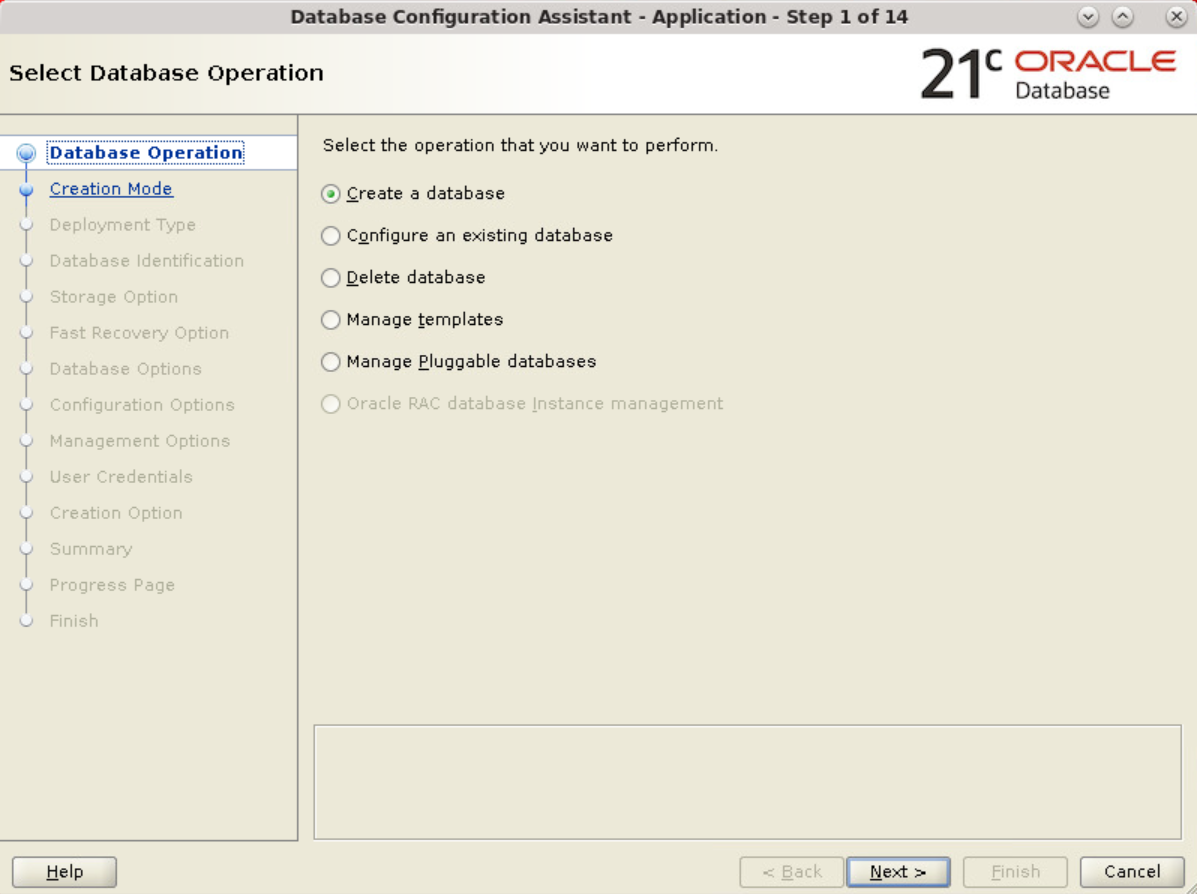 Database Configuration Assistant - Application - Step 1 of 14
Select Database Operation
21c ORACLE
Database
Database Operation
Creation Mode
Deployment Type
Database Identification
Storage Option
Fast Recovery Option
Database Options
Configuration Options
Management Options
User Credentials
Creation Option
Summary
Progress Page
Finish
Select the operation that you want to perform.
Create a database
Configure an existing database
Delete database
Manage templates
Manage Pluggable databases
Oracle RAC database Instance management
Help
< Back
Next >
Finish
Cancel